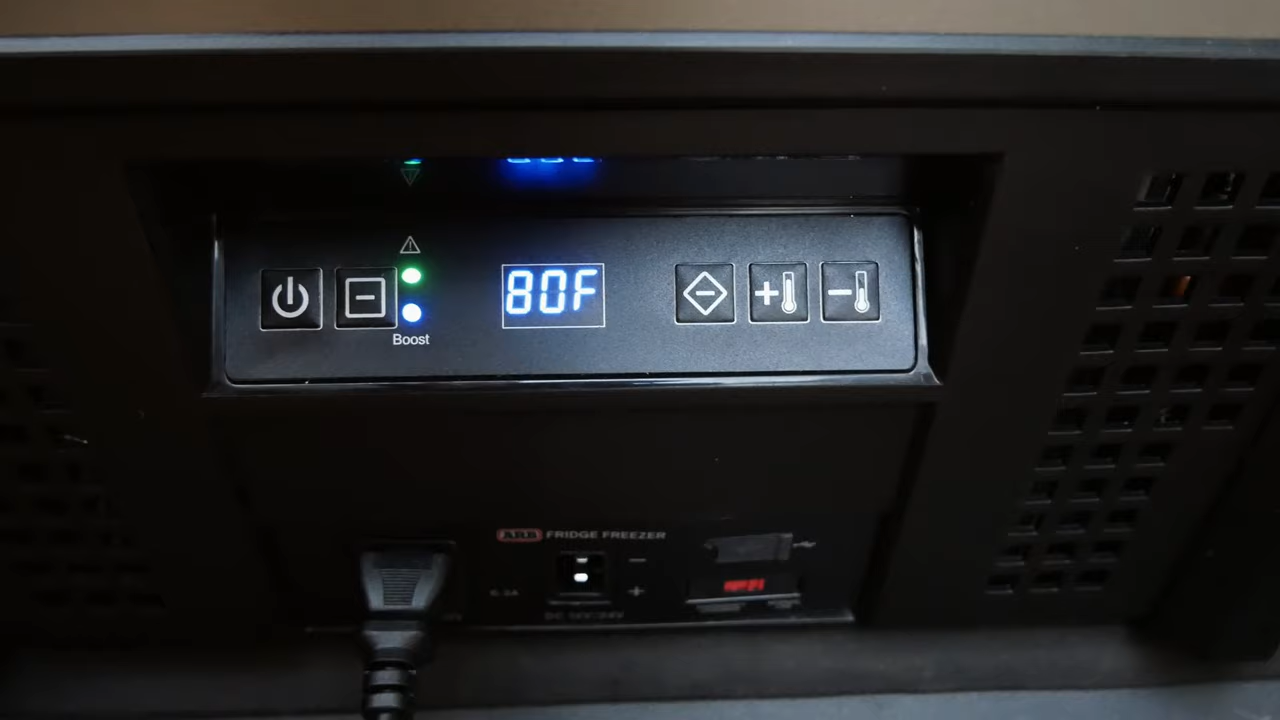 80F
+
−
Boost
ARB FRIDGE FREEZER
−
+